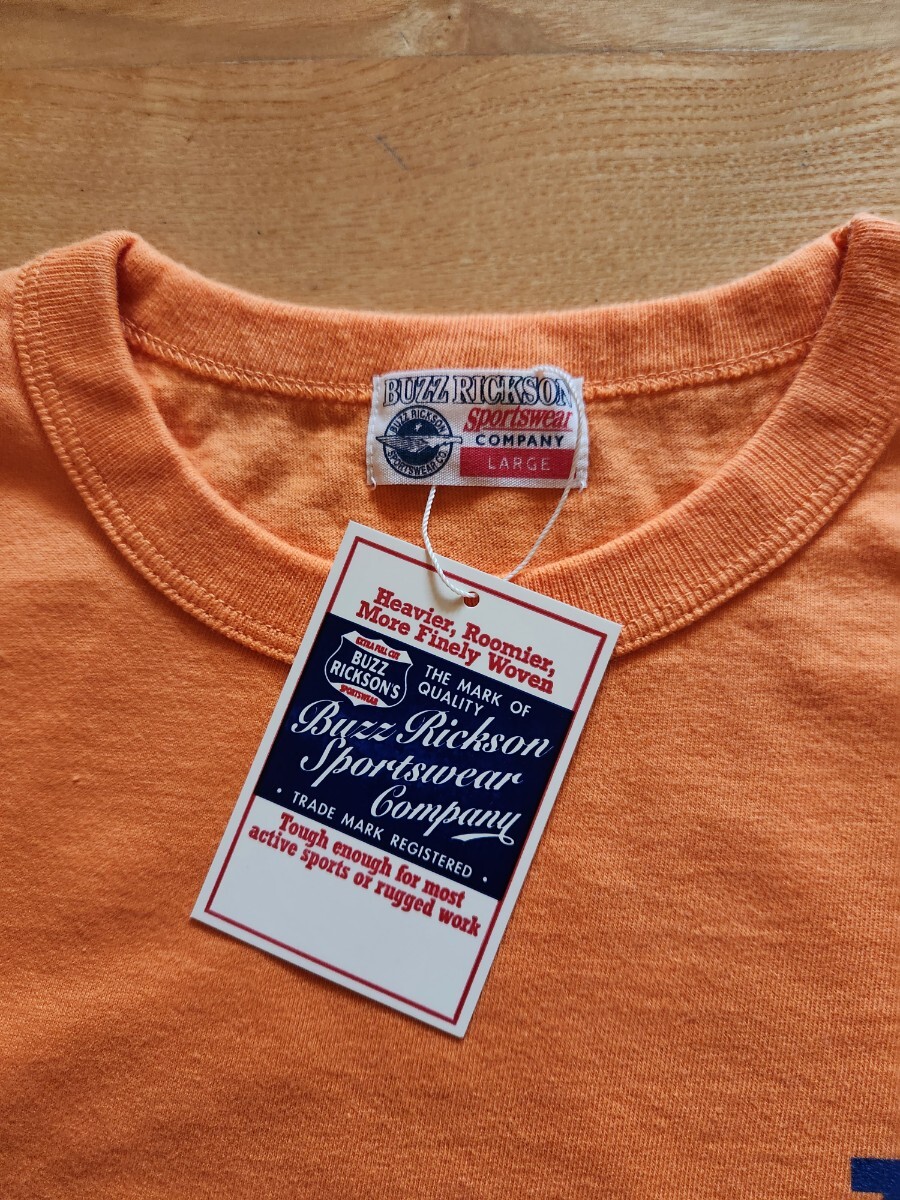 BUZZ RICKSON
Sportswear
COMPANY
LARGE
BUZZ RICKSON
SPORTSWEAR CO.
Heavier, Roomier,
More Finely Woven
EXTRA FULL CUT
BUZZ
RICKSON'S
SPORTSWEAR
THE MARK OF
QUALITY
Buzz Rickson
Sportswear
Company
· TRADE MARK REGISTERED ·
Tough enough for most
active sports or rugged work